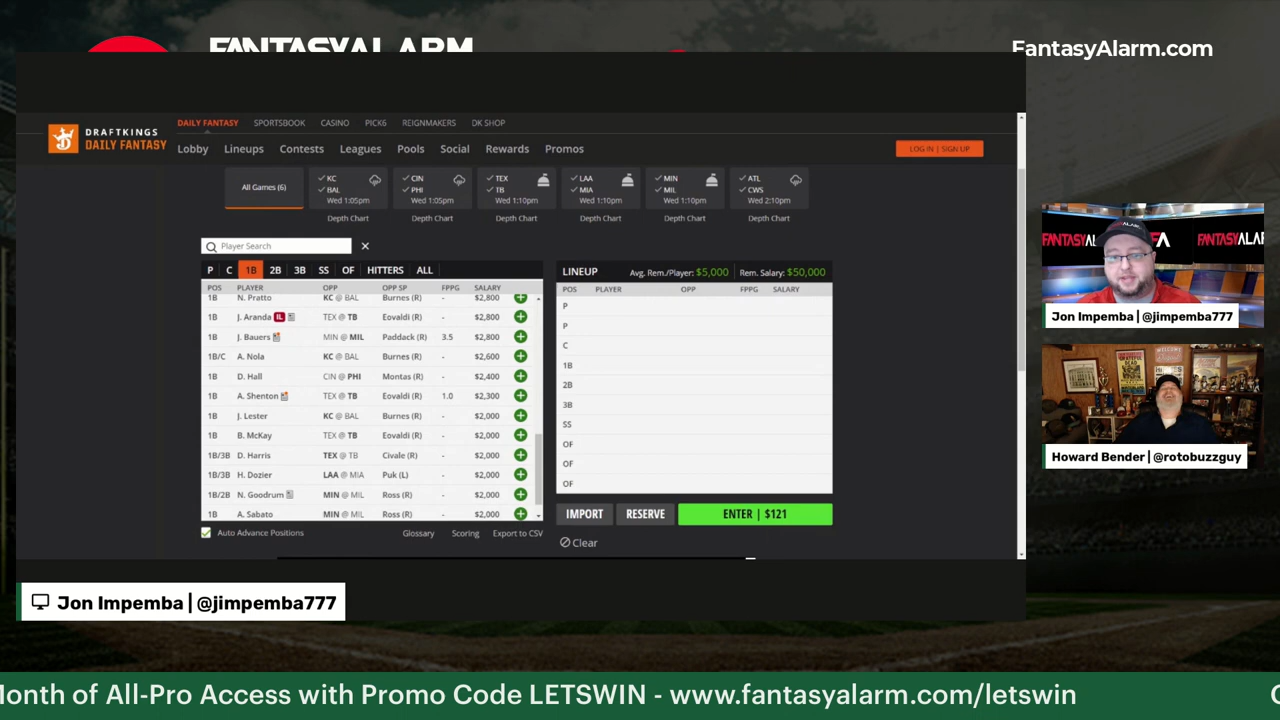 FANTASYALARM
FantasyAlarm.com
DRAFTKINGS
DAILY FANTASY
DAILY FANTASY SPORTSBOOK CASINO PICK6 REIGNMAKERS DK SHOP
Lobby Lineups Contests Leagues Pools Social Rewards Promos
LOG IN | SIGN UP
All Games (6)
KC
BAL
Wed 1:05pm
Depth Chart
CIN
PHI
Wed 1:05pm
Depth Chart
TEX
TB
Wed 1:10pm
Depth Chart
LAA
MIA
Wed 1:10pm
Depth Chart
MIN
MIL
Wed 1:10pm
Depth Chart
ATL
CWS
Wed 2:10pm
Depth Chart
Player Search
P C 1B 2B 3B SS OF HITTERS ALL
POS PLAYER OPP OPP SP FPPG SALARY
1B N. Pratto KC @ BAL Burnes (R) - $2,800
1B J. Aranda IL TEX @ TB Eovaldi (R) - $2,800
1B J. Bauers MIN @ MIL Paddack (R) 3.5 $2,800
1B/C A. Nola KC @ BAL Burnes (R) - $2,600
1B D. Hall CIN @ PHI Montas (R) - $2,400
1B A. Shenton TEX @ TB Eovaldi (R) 1.0 $2,300
1B J. Lester KC @ BAL Burnes (R) - $2,000
1B B. McKay TEX @ TB Eovaldi (R) - $2,000
1B/3B D. Harris TEX @ TB Civale (R) - $2,000
1B/3B H. Dozier LAA @ MIA Puk (L) - $2,000
1B/2B N. Goodrum MIN @ MIL Ross (R) - $2,000
1B A. Sabato MIN @ MIL Ross (R) - $2,000
Auto Advance Positions Glossary Scoring Export to CSV
LINEUP Avg. Rem./Player: $5,000 Rem. Salary: $50,000
POS PLAYER OPP FPPG SALARY
P
P
C
1B
2B
3B
SS
OF
OF
OF
IMPORT RESERVE ENTER | $121
Clear
Jon Impemba | @jimpemba777
Howard Bender | @rotobuzzguy
Jon Impemba | @jimpemba777
Month of All-Pro Access with Promo Code LETSWIN - www.fantasyalarm.com/letswin